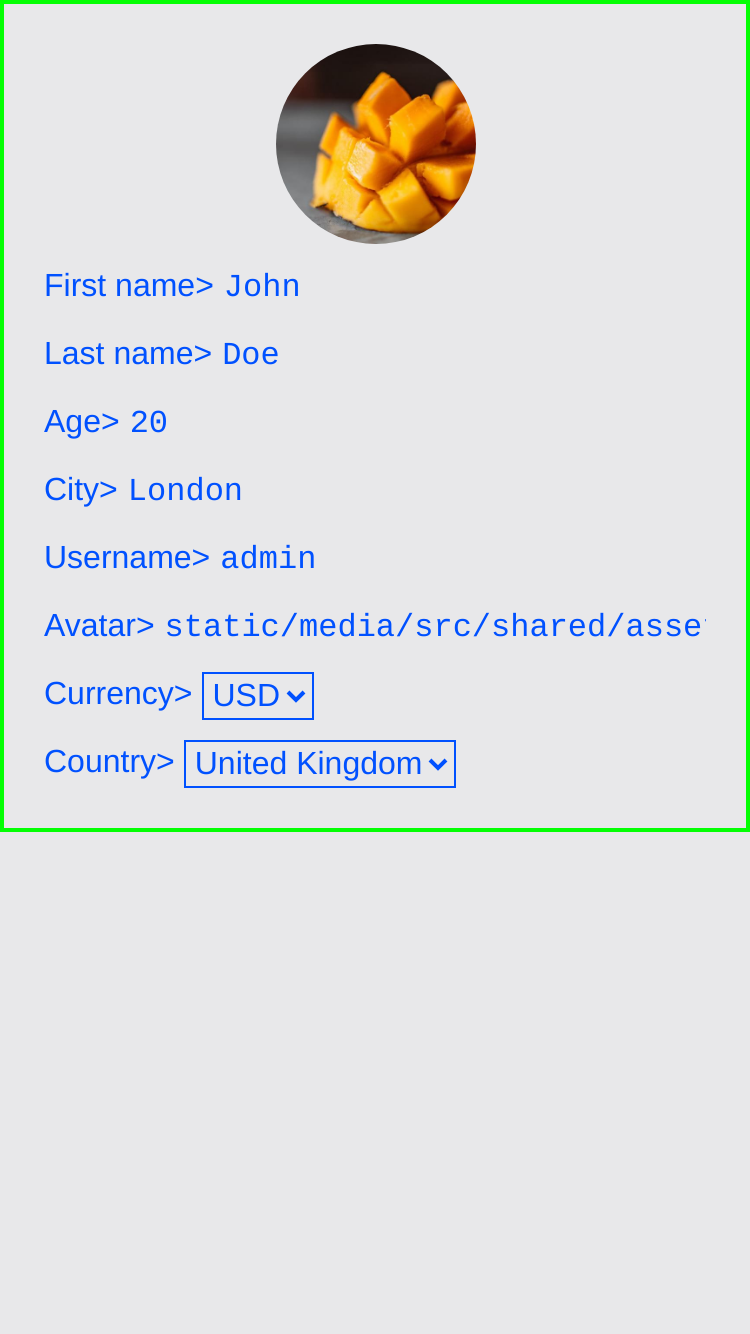 First name> John
Last name> Doe
Age> 20
City> London
Username> admin
Avatar> static/media/src/shared/asse
Currency> USD
Country> United Kingdom